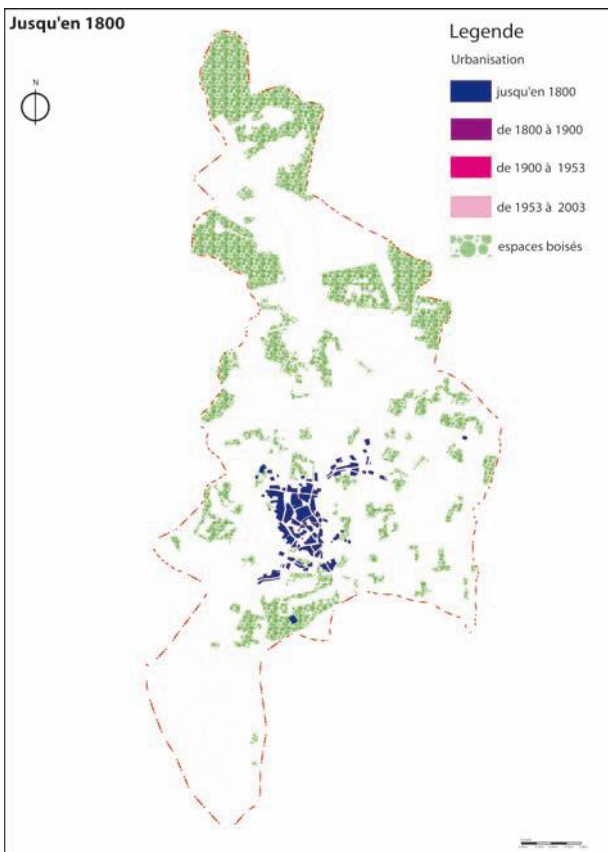 Jusqu'en 1800
Legende
Urbanisation
N
jusqu'en 1800
de 1800 à 1900
de 1900 à 1953
de 1953 à 2003
espaces boisés